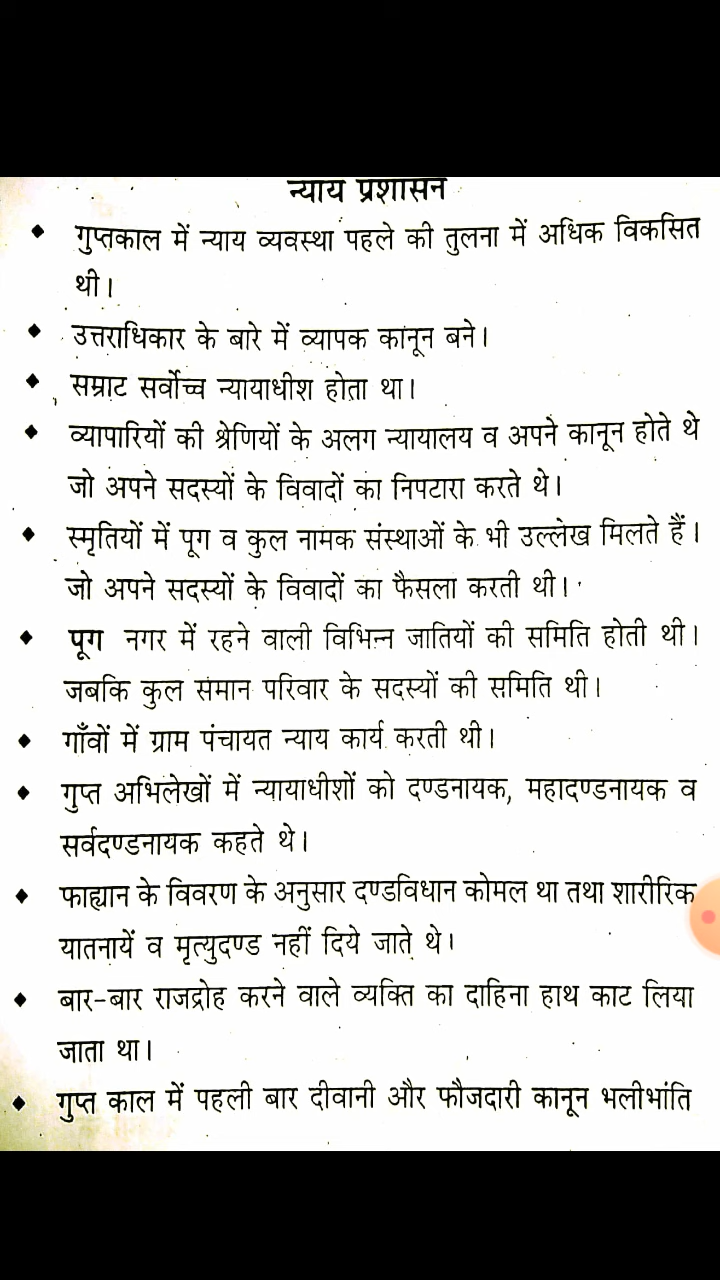 न्याय प्रशासन
♦ गुप्तकाल में न्याय व्यवस्था पहले की तुलना में अधिक विकसित
थी।
♦ उत्तराधिकार के बारे में व्यापक कानून बने।
♦ सम्राट सर्वोच्च न्यायाधीश होता था।
♦ व्यापारियों की श्रेणियों के अलग न्यायालय व अपने कानून होते थे
जो अपने सदस्यों के विवादों का निपटारा करते थे।
♦ स्मृतियों में पूग व कुल नामक संस्थाओं के भी उल्लेख मिलते हैं।
जो अपने सदस्यों के विवादों का फैसला करती थी।
♦ पूग नगर में रहने वाली विभिन्न जातियों की समिति होती थी।
जबकि कुल समान परिवार के सदस्यों की समिति थी।
♦ गाँवों में ग्राम पंचायत न्याय कार्य करती थी।
♦ गुप्त अभिलेखों में न्यायाधीशों को दण्डनायक, महादण्डनायक व
सर्वदण्डनायक कहते थे।
♦ फाह्यान के विवरण के अनुसार दण्डविधान कोमल था तथा शारीरिक
यातनायें व मृत्युदण्ड नहीं दिये जाते थे।
♦ बार-बार राजद्रोह करने वाले व्यक्ति का दाहिना हाथ काट लिया
जाता था।
♦ गुप्त काल में पहली बार दीवानी और फौजदारी कानून भलीभांति